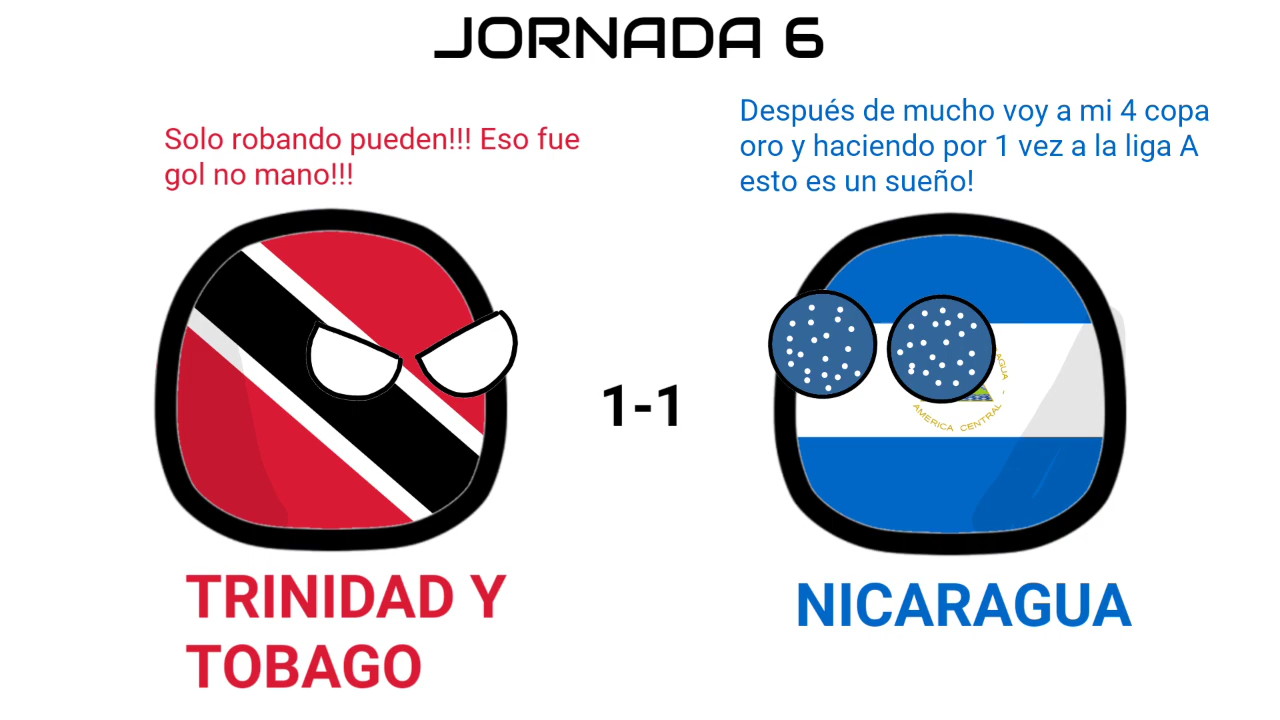 JORNADA 6
Solo robando pueden!!! Eso fue
gol no mano!!!
Después de mucho voy a mi 4 copa
oro y haciendo por 1 vez a la liga A
esto es un sueño!
1-1
AGUA -
AMERICA CENTRAL
TRINIDAD Y
TOBAGO
NICARAGUA